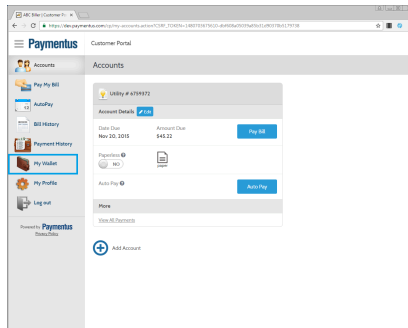 ABC Biller | Customer Po
Paymentus
Customer Portal
Accounts
Accounts
Pay My Bill
AutoPay
Bill History
Payment History
My Wallet
My Profile
Log out
Powered by Paymentus
Privacy Policy
Utility # 6759372
Account Details Edit
Date Due Amount Due
Nov 20, 2015 $45.22
Pay Bill
Paperless
NO
paper
Auto Pay
Auto Pay
More
View All Payments
Add Account